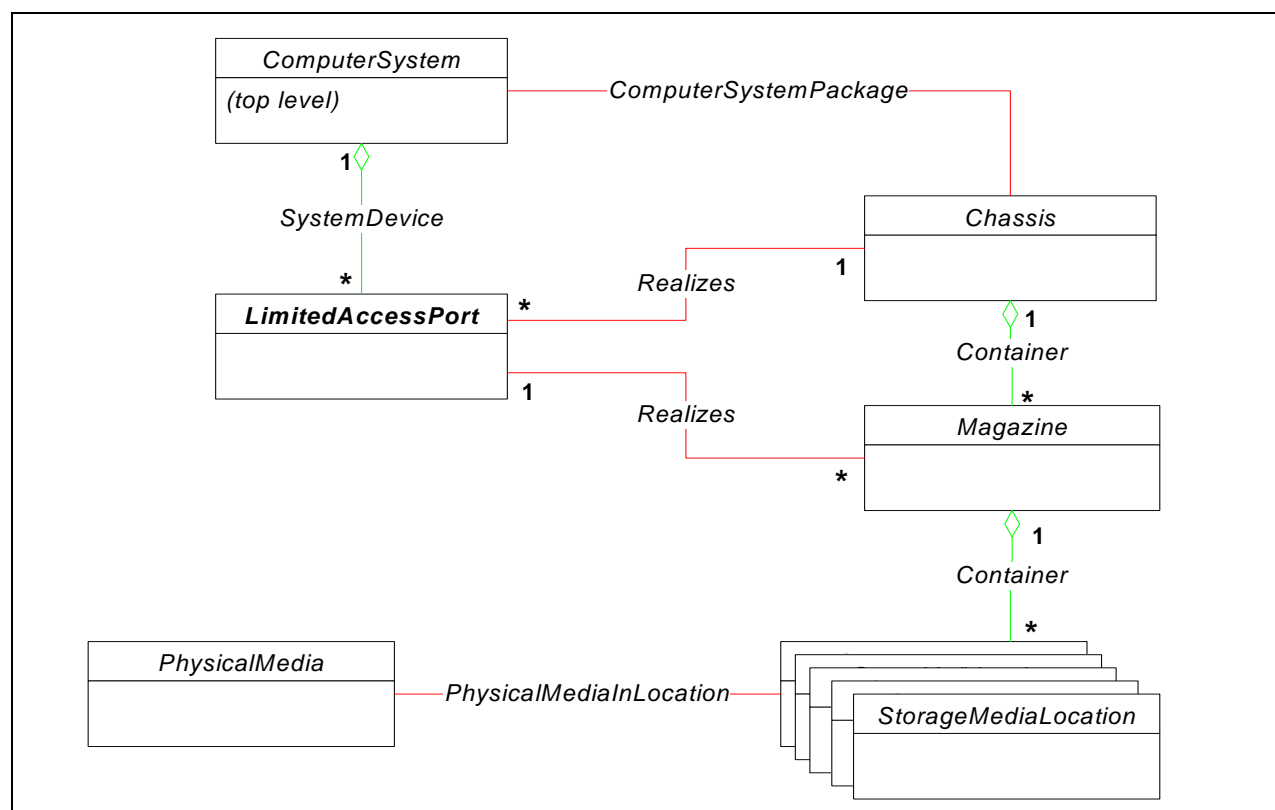 ComputerSystem
(top level)
ComputerSystemPackage
1
SystemDevice
Chassis
*
1
Realizes
*
LimitedAccessPort
1
Container
1
*
Realizes
Magazine
*
1
Container
*
PhysicalMedia
PhysicalMediaInLocation
StorageMediaLocation